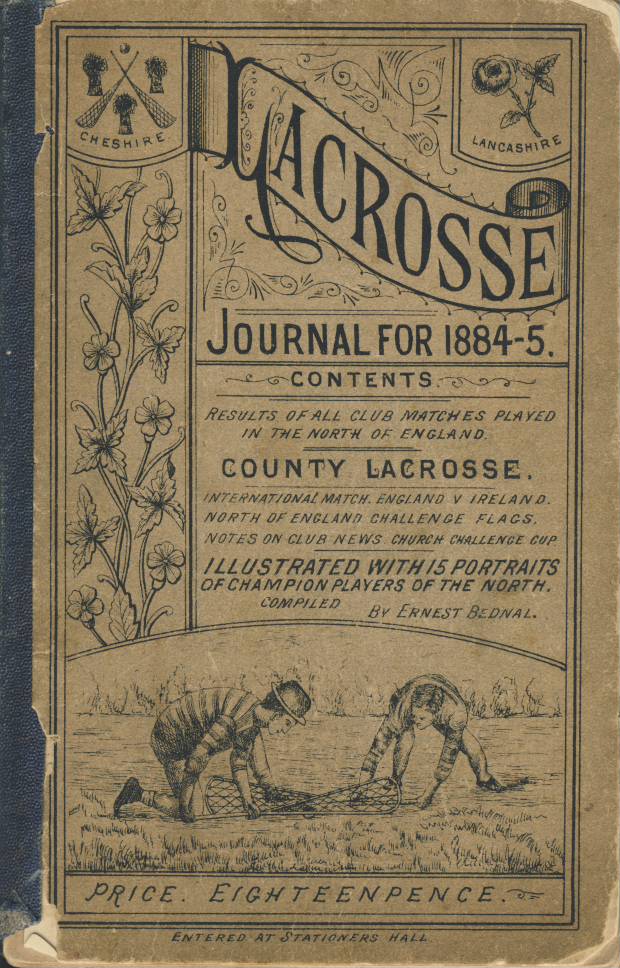 CHESHIRE
LANCASHIRE
LACROSSE
JOURNAL FOR 1884-5.
CONTENTS.
RESULTS OF ALL CLUB MATCHES PLAYED
IN THE NORTH OF ENGLAND.
COUNTY LACROSSE.
INTERNATIONAL MATCH. ENGLAND V IRELAND.
NORTH OF ENGLAND CHALLENGE FLAGS.
NOTES ON CLUB NEWS. CHURCH CHALLENGE CUP
ILLUSTRATED WITH 15 PORTRAITS
OF CHAMPION PLAYERS OF THE NORTH.
COMPILED BY ERNEST BEDNAL.
PRICE. EIGHTEENPENCE.
ENTERED AT STATIONERS HALL.